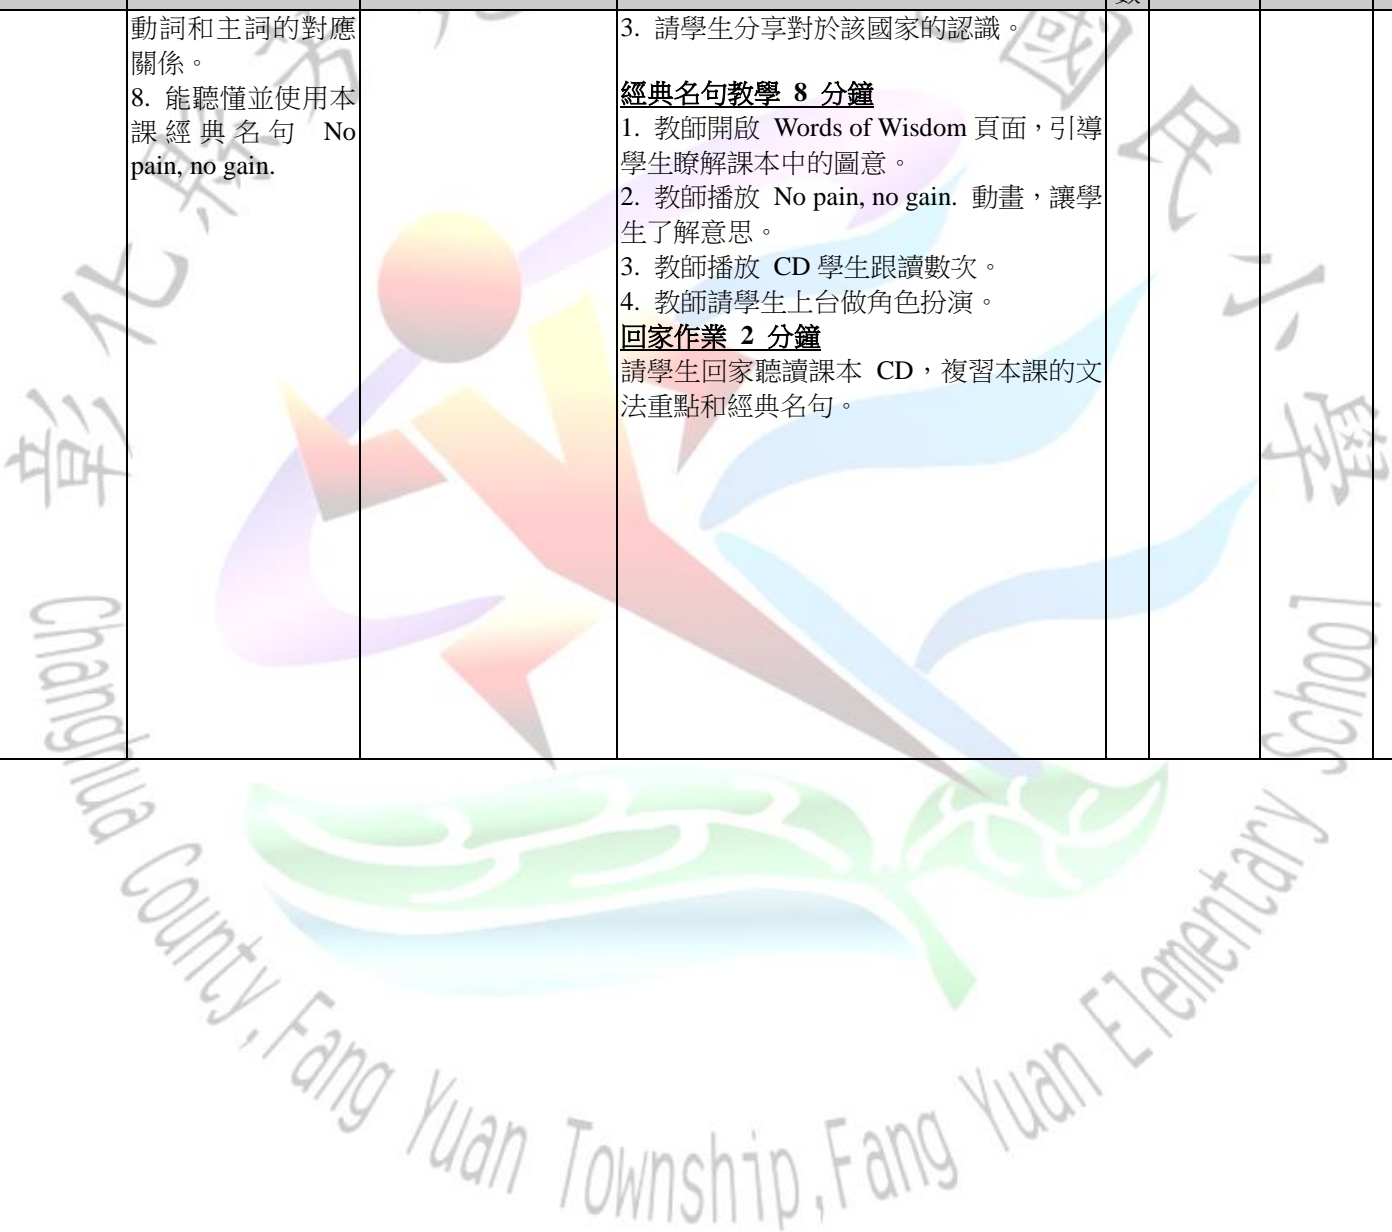 動詞和主詞的對應
關係。
8. 能聽懂並使用本
課經典名句 No
pain, no gain.
3. 請學生分享對於該國家的認識。
經典名句教學 8 分鐘
1. 教師開啟 Words of Wisdom 頁面，引導
學生瞭解課本中的圖意。
2. 教師播放 No pain, no gain. 動畫，讓學
生了解意思。
3. 教師播放 CD 學生跟讀數次。
4. 教師請學生上台做角色扮演。
回家作業 2 分鐘
請學生回家聽讀課本 CD，複習本課的文
法重點和經典名句。
彰化縣芳
國民小學
Changhua County, Fang Yuan Township, Fang Yuan Elementary School